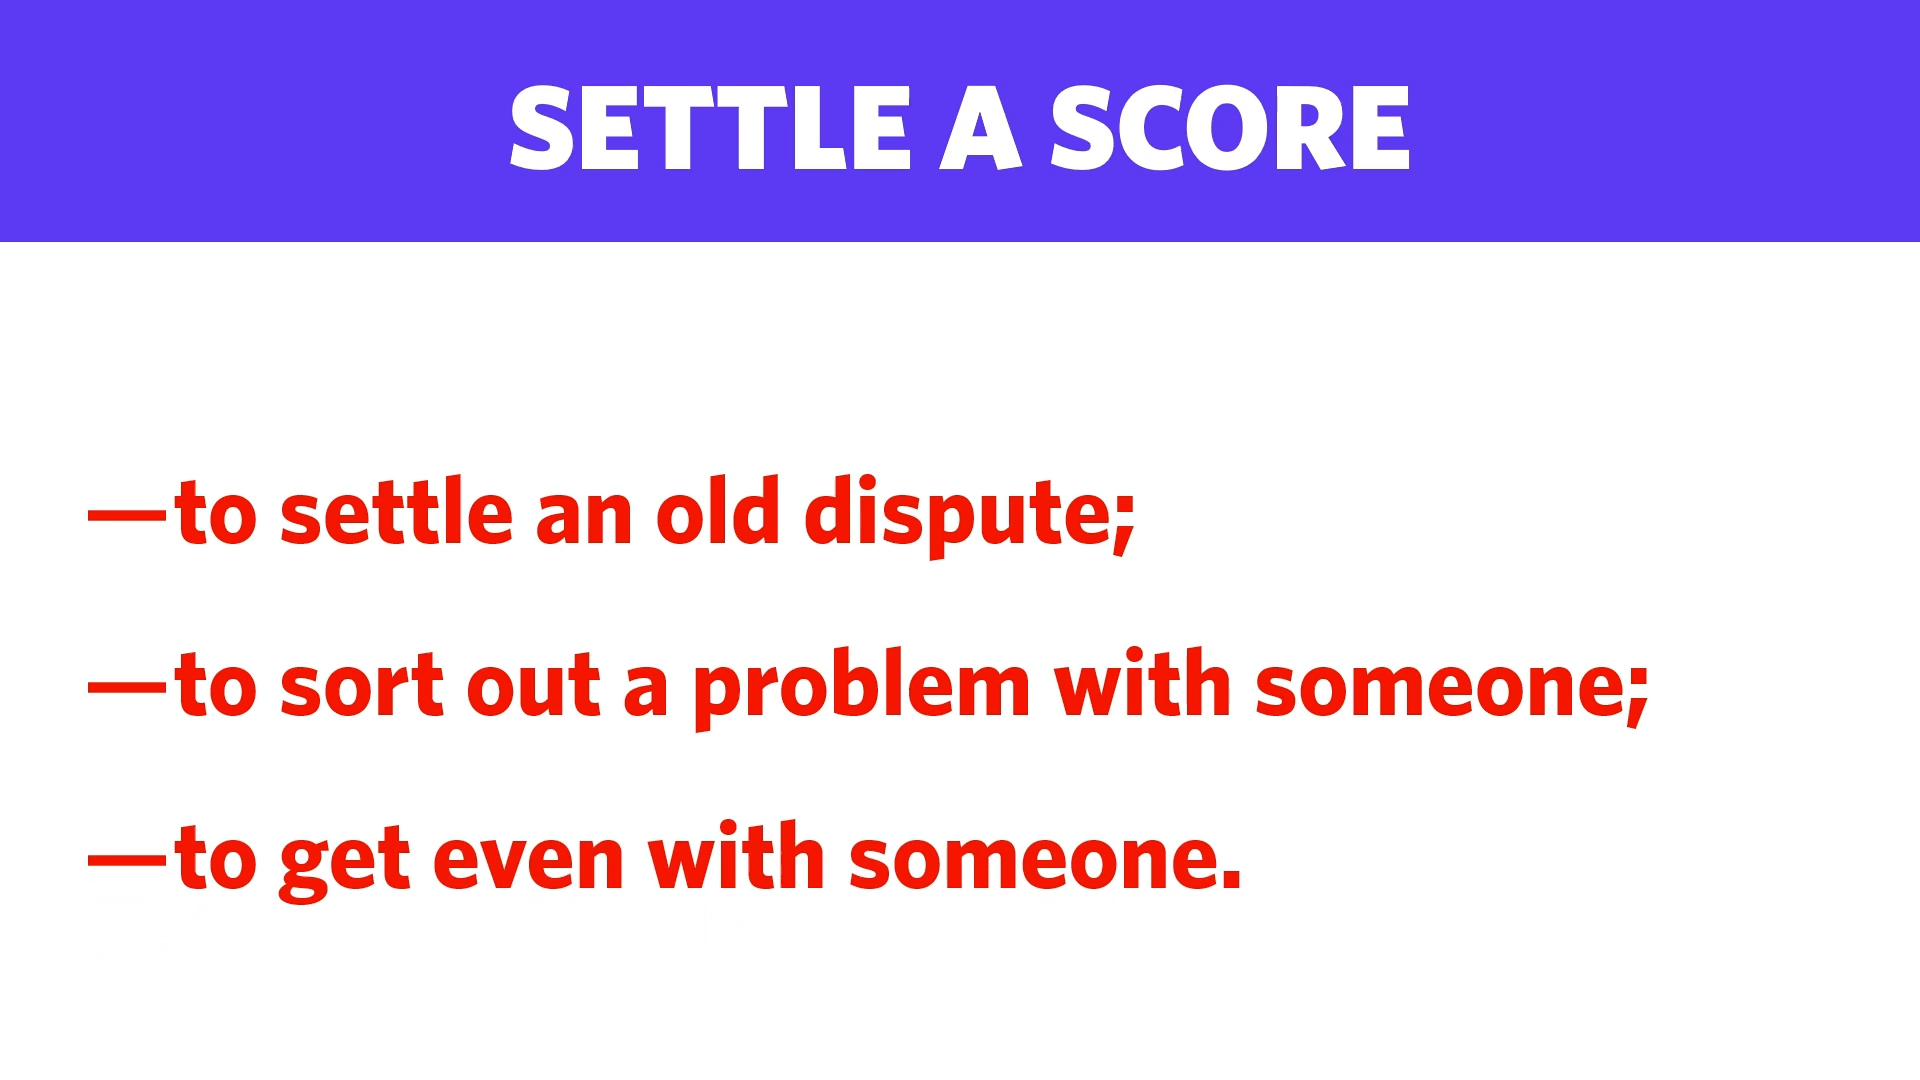 SETTLE A SCORE
—to settle an old dispute;
—to sort out a problem with someone;
—to get even with someone.